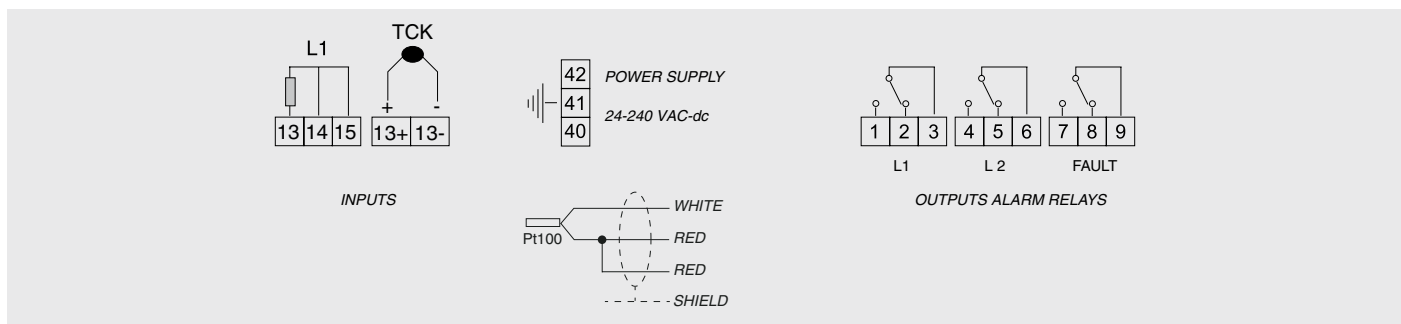 L1
TCK
+ -
13 14 15
13+ 13-
INPUTS
42
41
40
POWER SUPPLY
24-240 VAC-dc
Pt100
WHITE
RED
RED
SHIELD
1 2 3
4 5 6
7 8 9
L1
L 2
FAULT
OUTPUTS ALARM RELAYS